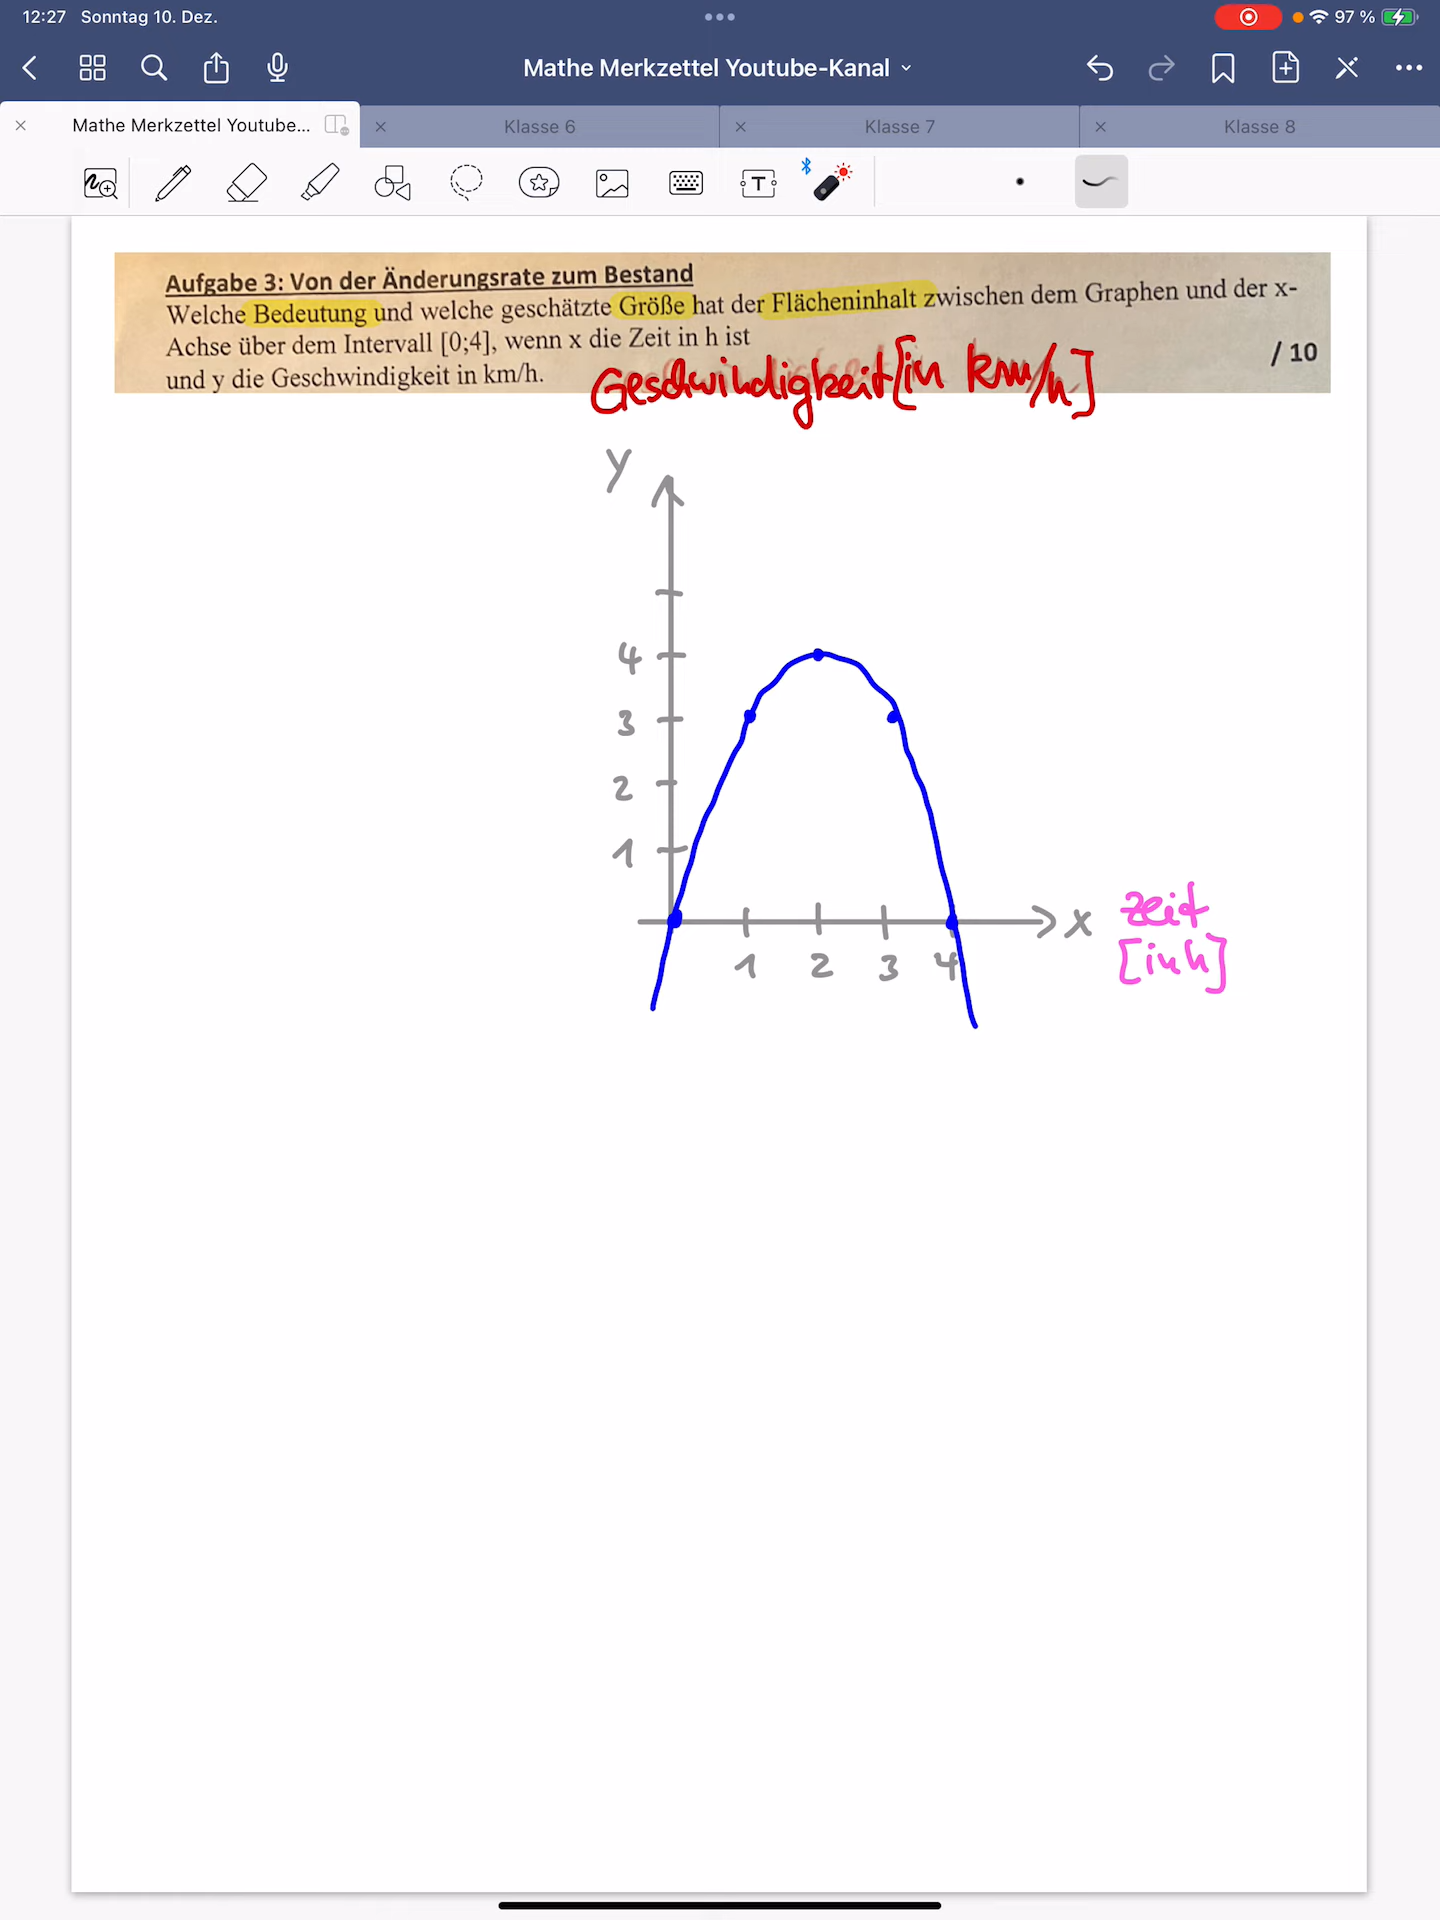 12:27 Sonntag 10. Dez.
97 %
Mathe Merkzettel Youtube-Kanal
Mathe Merkzettel Youtube...
Klasse 6
Klasse 7
Klasse 8
T
Aufgabe 3: Von der Änderungsrate zum Bestand
Welche Bedeutung und welche geschätzte Größe hat der Flächeninhalt zwischen dem Graphen und der x-
Achse über dem Intervall [0;4], wenn x die Zeit in h ist
und y die Geschwindigkeit in km/h.
/ 10
Geschwindigkeit [in km/h]
y
4
3
2
1
x
zeit
[in h]
1 2 3 4